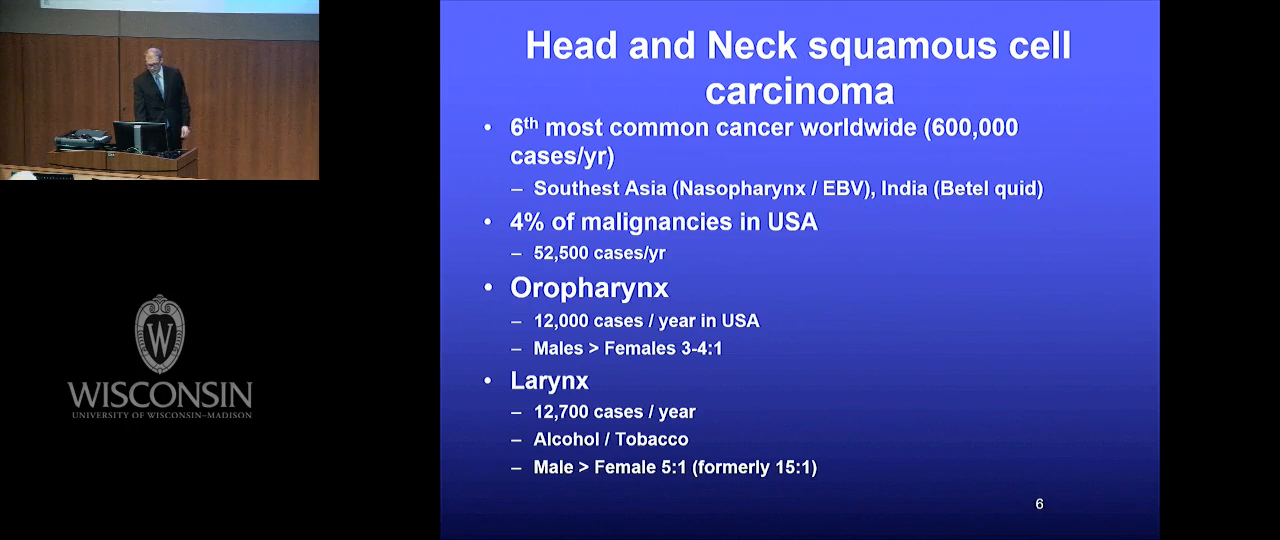 Head and Neck squamous cell
carcinoma
• 6th most common cancer worldwide (600,000
cases/yr)
– Southest Asia (Nasopharynx / EBV), India (Betel quid)
• 4% of malignancies in USA
– 52,500 cases/yr
• Oropharynx
– 12,000 cases / year in USA
– Males > Females 3-4:1
• Larynx
– 12,700 cases / year
– Alcohol / Tobacco
– Male > Female 5:1 (formerly 15:1)
6
W
WISCONSIN
UNIVERSITY OF WISCONSIN–MADISON